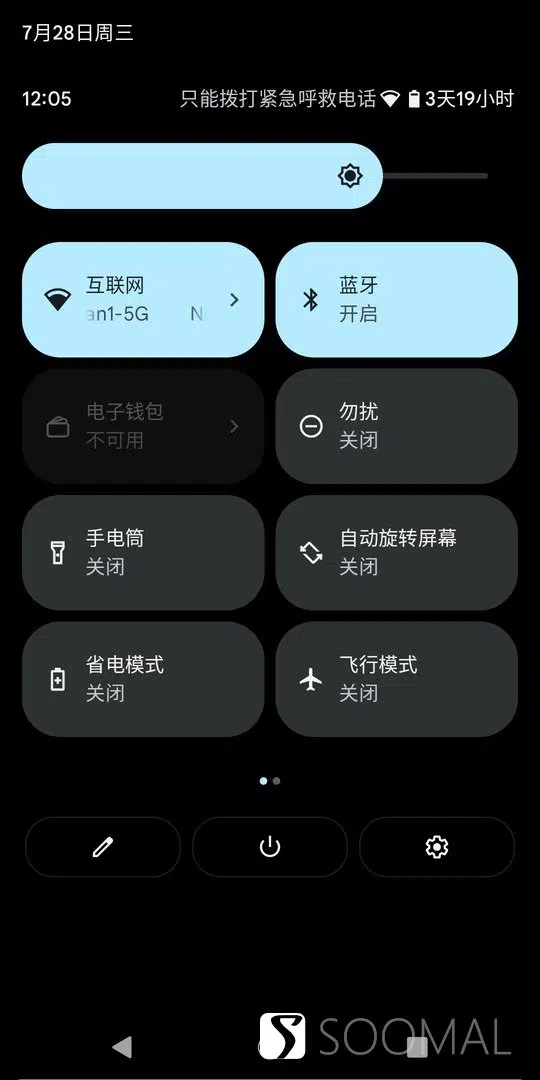 7月28日周三
12:05 只能拨打紧急呼救电话 3天19小时
互联网
an1-5G N
蓝牙
开启
电子钱包
不可用
勿扰
关闭
手电筒
关闭
自动旋转屏幕
关闭
省电模式
关闭
飞行模式
关闭
SOOMAL